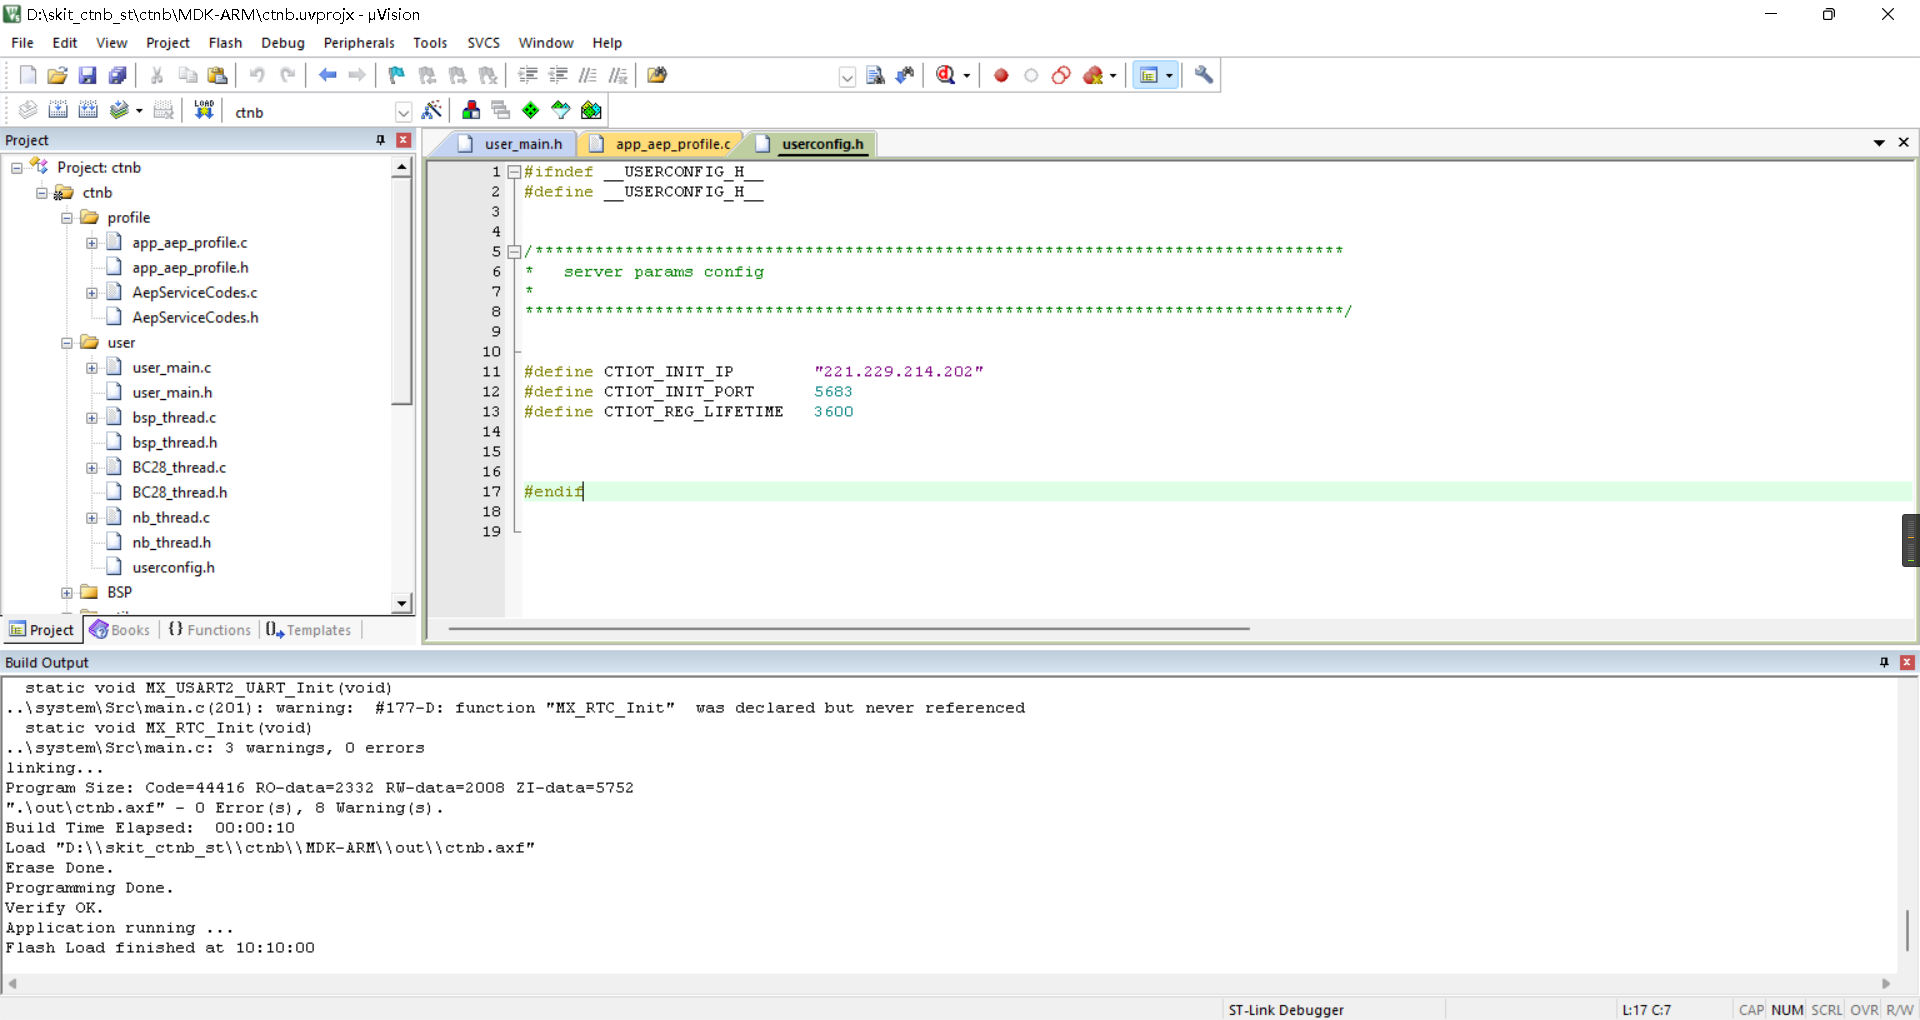 D:\skit_ctnb_st\ctnb\MDK-ARM\ctnb.uvprojx - µVision
File Edit View Project Flash Debug Peripherals Tools SVCS Window Help
LOAD
ctnb
Project
Project: ctnb
ctnb
profile
app_aep_profile.c
app_aep_profile.h
AepServiceCodes.c
AepServiceCodes.h
user
user_main.c
user_main.h
bsp_thread.c
bsp_thread.h
BC28_thread.c
BC28_thread.h
nb_thread.c
nb_thread.h
userconfig.h
BSP
Project Books {} Functions Templates
user_main.h app_aep_profile.c userconfig.h
1 #ifndef __USERCONFIG_H__
2 #define __USERCONFIG_H__
3
4
5 /*********************************************************************************
6 *   server params config
7 *
8 **********************************************************************************/
9
10
11 #define CTIOT_INIT_IP        "221.229.214.202"
12 #define CTIOT_INIT_PORT      5683
13 #define CTIOT_REG_LIFETIME   3600
14
15
16
17 #endif
18
19
Build Output
static void MX_USART2_UART_Init(void)
..\system\Src\main.c(201): warning:  #177-D: function "MX_RTC_Init"  was declared but never referenced
static void MX_RTC_Init(void)
..\system\Src\main.c: 3 warnings, 0 errors
linking...
Program Size: Code=44416 RO-data=2332 RW-data=2008 ZI-data=5752
".\out\ctnb.axf" - 0 Error(s), 8 Warning(s).
Build Time Elapsed:  00:00:10
Load "D:\\skit_ctnb_st\\ctnb\\MDK-ARM\\out\\ctnb.axf"
Erase Done.
Programming Done.
Verify OK.
Application running ...
Flash Load finished at 10:10:00
ST-Link Debugger L:17 C:7 CAP NUM SCRL OVR R/W